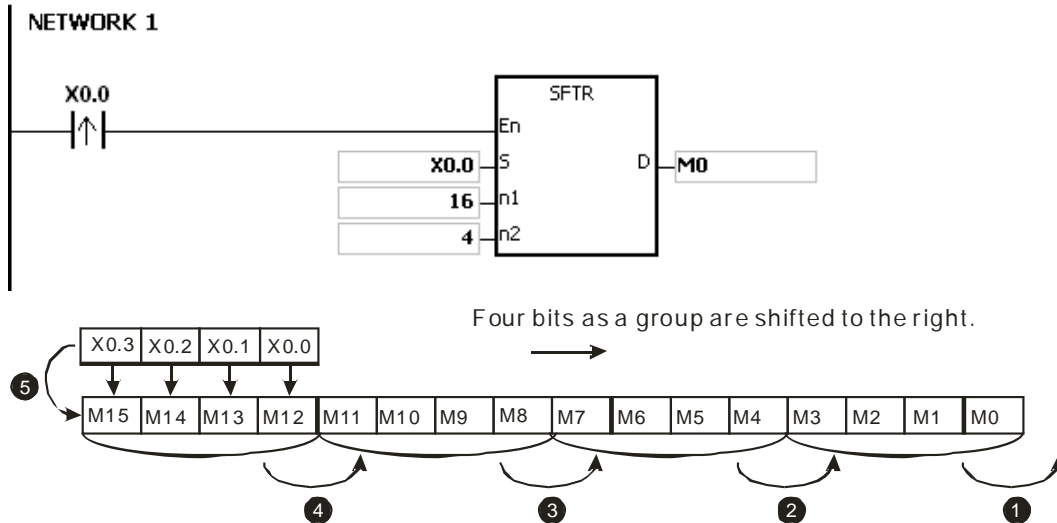 NETWORK 1
X0.0
SFTR
En
X0.0 S D M0
16 n1
4 n2
Four bits as a group are shifted to the right.
X0.3 X0.2 X0.1 X0.0
5
M15 M14 M13 M12 M11 M10 M9 M8 M7 M6 M5 M4 M3 M2 M1 M0
4 3 2 1